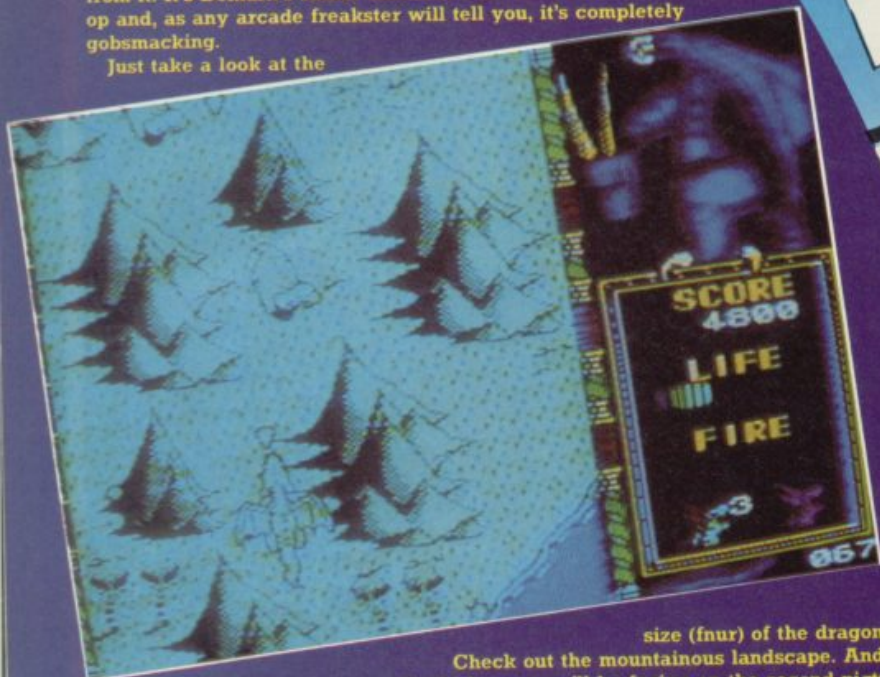 op and, as any arcade freakster will tell you, it's completely
gobsmacking.
Just take a look at the
SCORE
4800
LIFE
FIRE
3
067
size (fnur) of the dragon
Check out the mountainous landscape. And